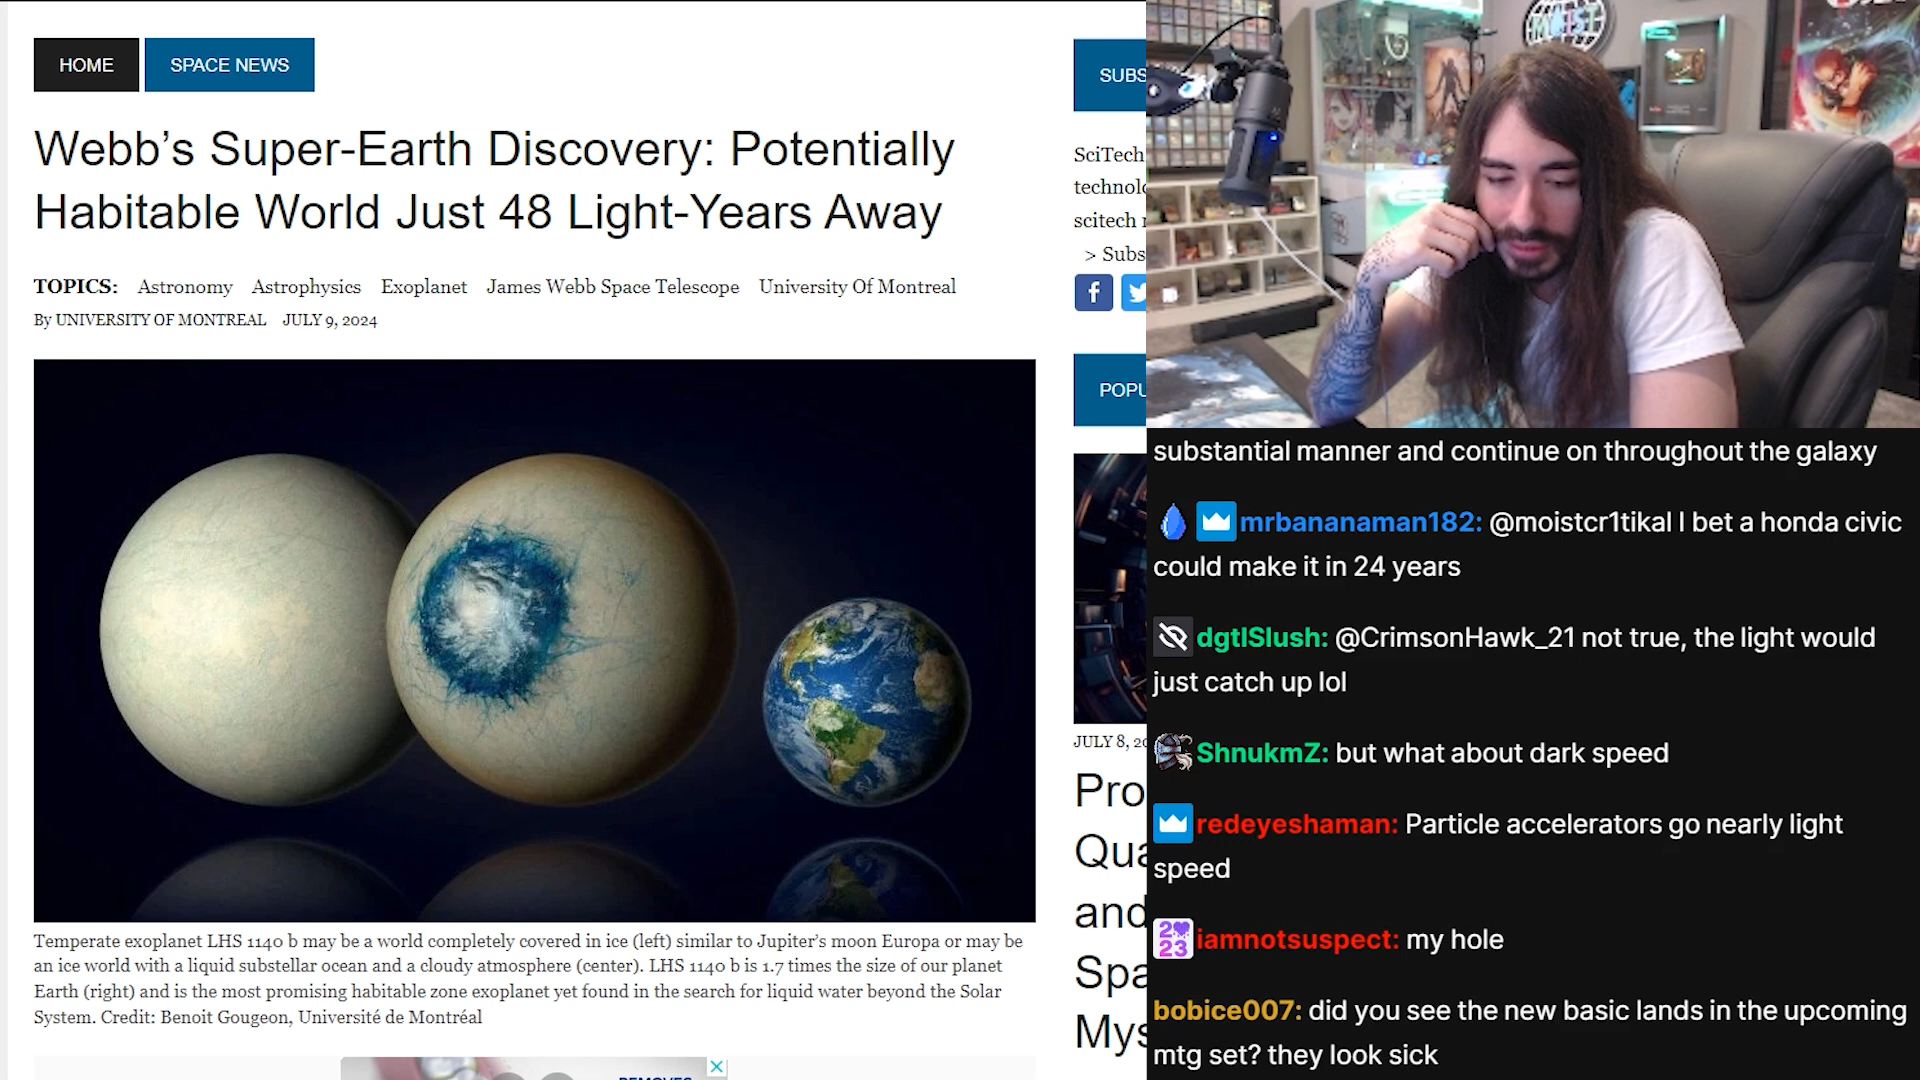 HOME
SPACE NEWS
Webb's Super-Earth Discovery: Potentially
Habitable World Just 48 Light-Years Away
TOPICS: Astronomy Astrophysics Exoplanet James Webb Space Telescope University Of Montreal
By UNIVERSITY OF MONTREAL JULY 9, 2024
Temperate exoplanet LHS 1140 b may be a world completely covered in ice (left) similar to Jupiter's moon Europa or may be
an ice world with a liquid substellar ocean and a cloudy atmosphere (center). LHS 1140 b is 1.7 times the size of our planet
Earth (right) and is the most promising habitable zone exoplanet yet found in the search for liquid water beyond the Solar
System. Credit: Benoit Gougeon, Université de Montréal
SUBS
SciTech
technolo
scitech
> Subs
POPU
JULY 8, 20
Pro
Qua
and
Spa
Mys
MOIST
substantial manner and continue on throughout the galaxy
mrbananaman182: @moistcr1tikal I bet a honda civic
could make it in 24 years
dgtlSlush: @CrimsonHawk_21 not true, the light would
just catch up lol
ShnukmZ: but what about dark speed
redeyeshaman: Particle accelerators go nearly light
speed
2023
iamnotsuspect: my hole
bobice007: did you see the new basic lands in the upcoming
mtg set? they look sick